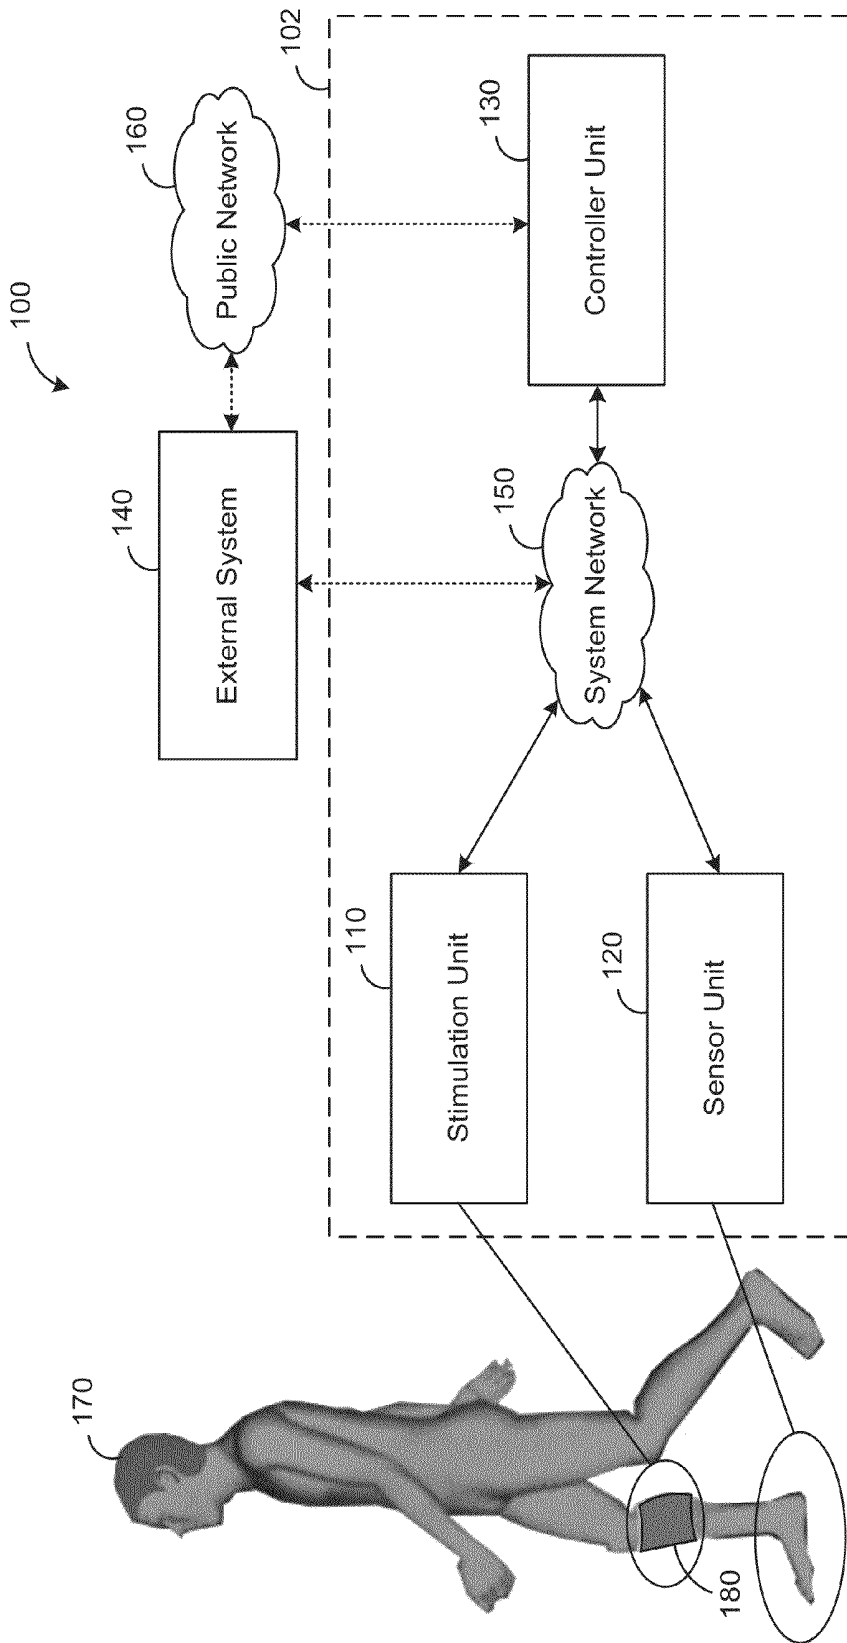 100
170
140
External System
160
Public Network
102
110
Stimulation Unit
150
System Network
130
Controller Unit
120
Sensor Unit
180